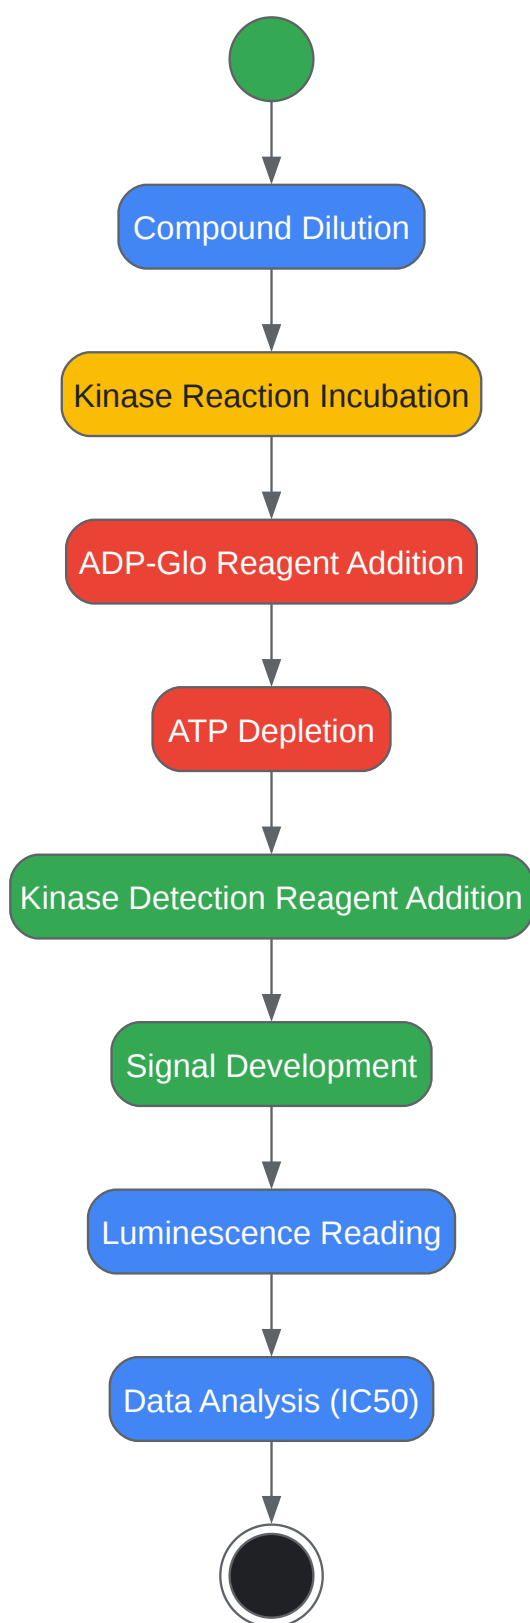 Compound Dilution
Kinase Reaction Incubation
ADP-Glo Reagent Addition
ATP Depletion
Kinase Detection Reagent Addition
Signal Development
Luminescence Reading
Data Analysis (IC50)